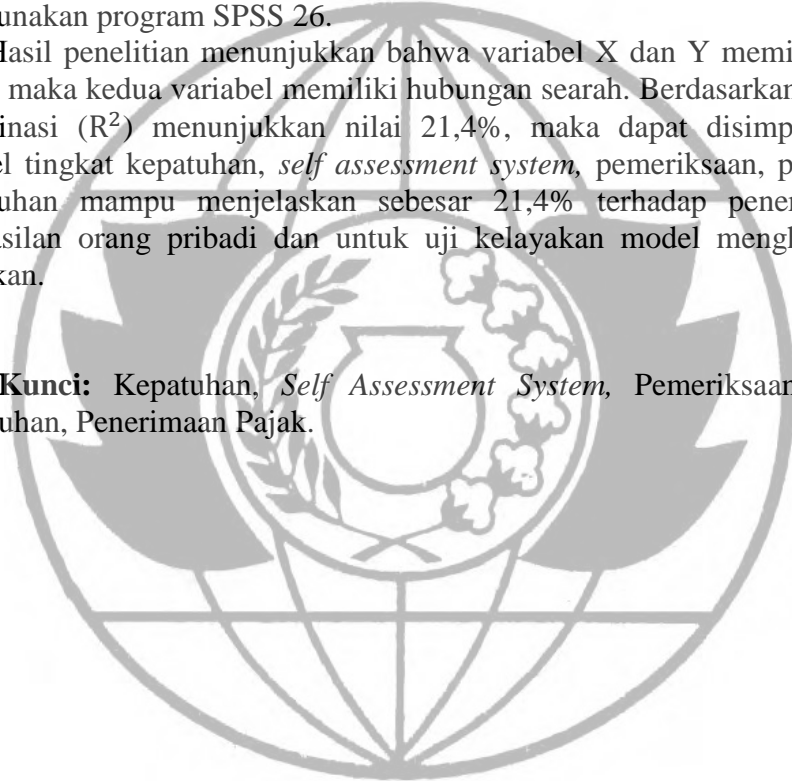 unakan program SPSS 26.
Hasil penelitian menunjukkan bahwa variabel X dan Y memi
maka kedua variabel memiliki hubungan searah. Berdasarkan
inasi (R²) menunjukkan nilai 21,4%, maka dapat disimp
el tingkat kepatuhan, self assessment system, pemeriksaan, p
uhan mampu menjelaskan sebesar 21,4% terhadap pener
asilan orang pribadi dan untuk uji kelayakan model mengh
kan.
Kunci: Kepatuhan, Self Assessment System, Pemeriksaan
uhan, Penerimaan Pajak.